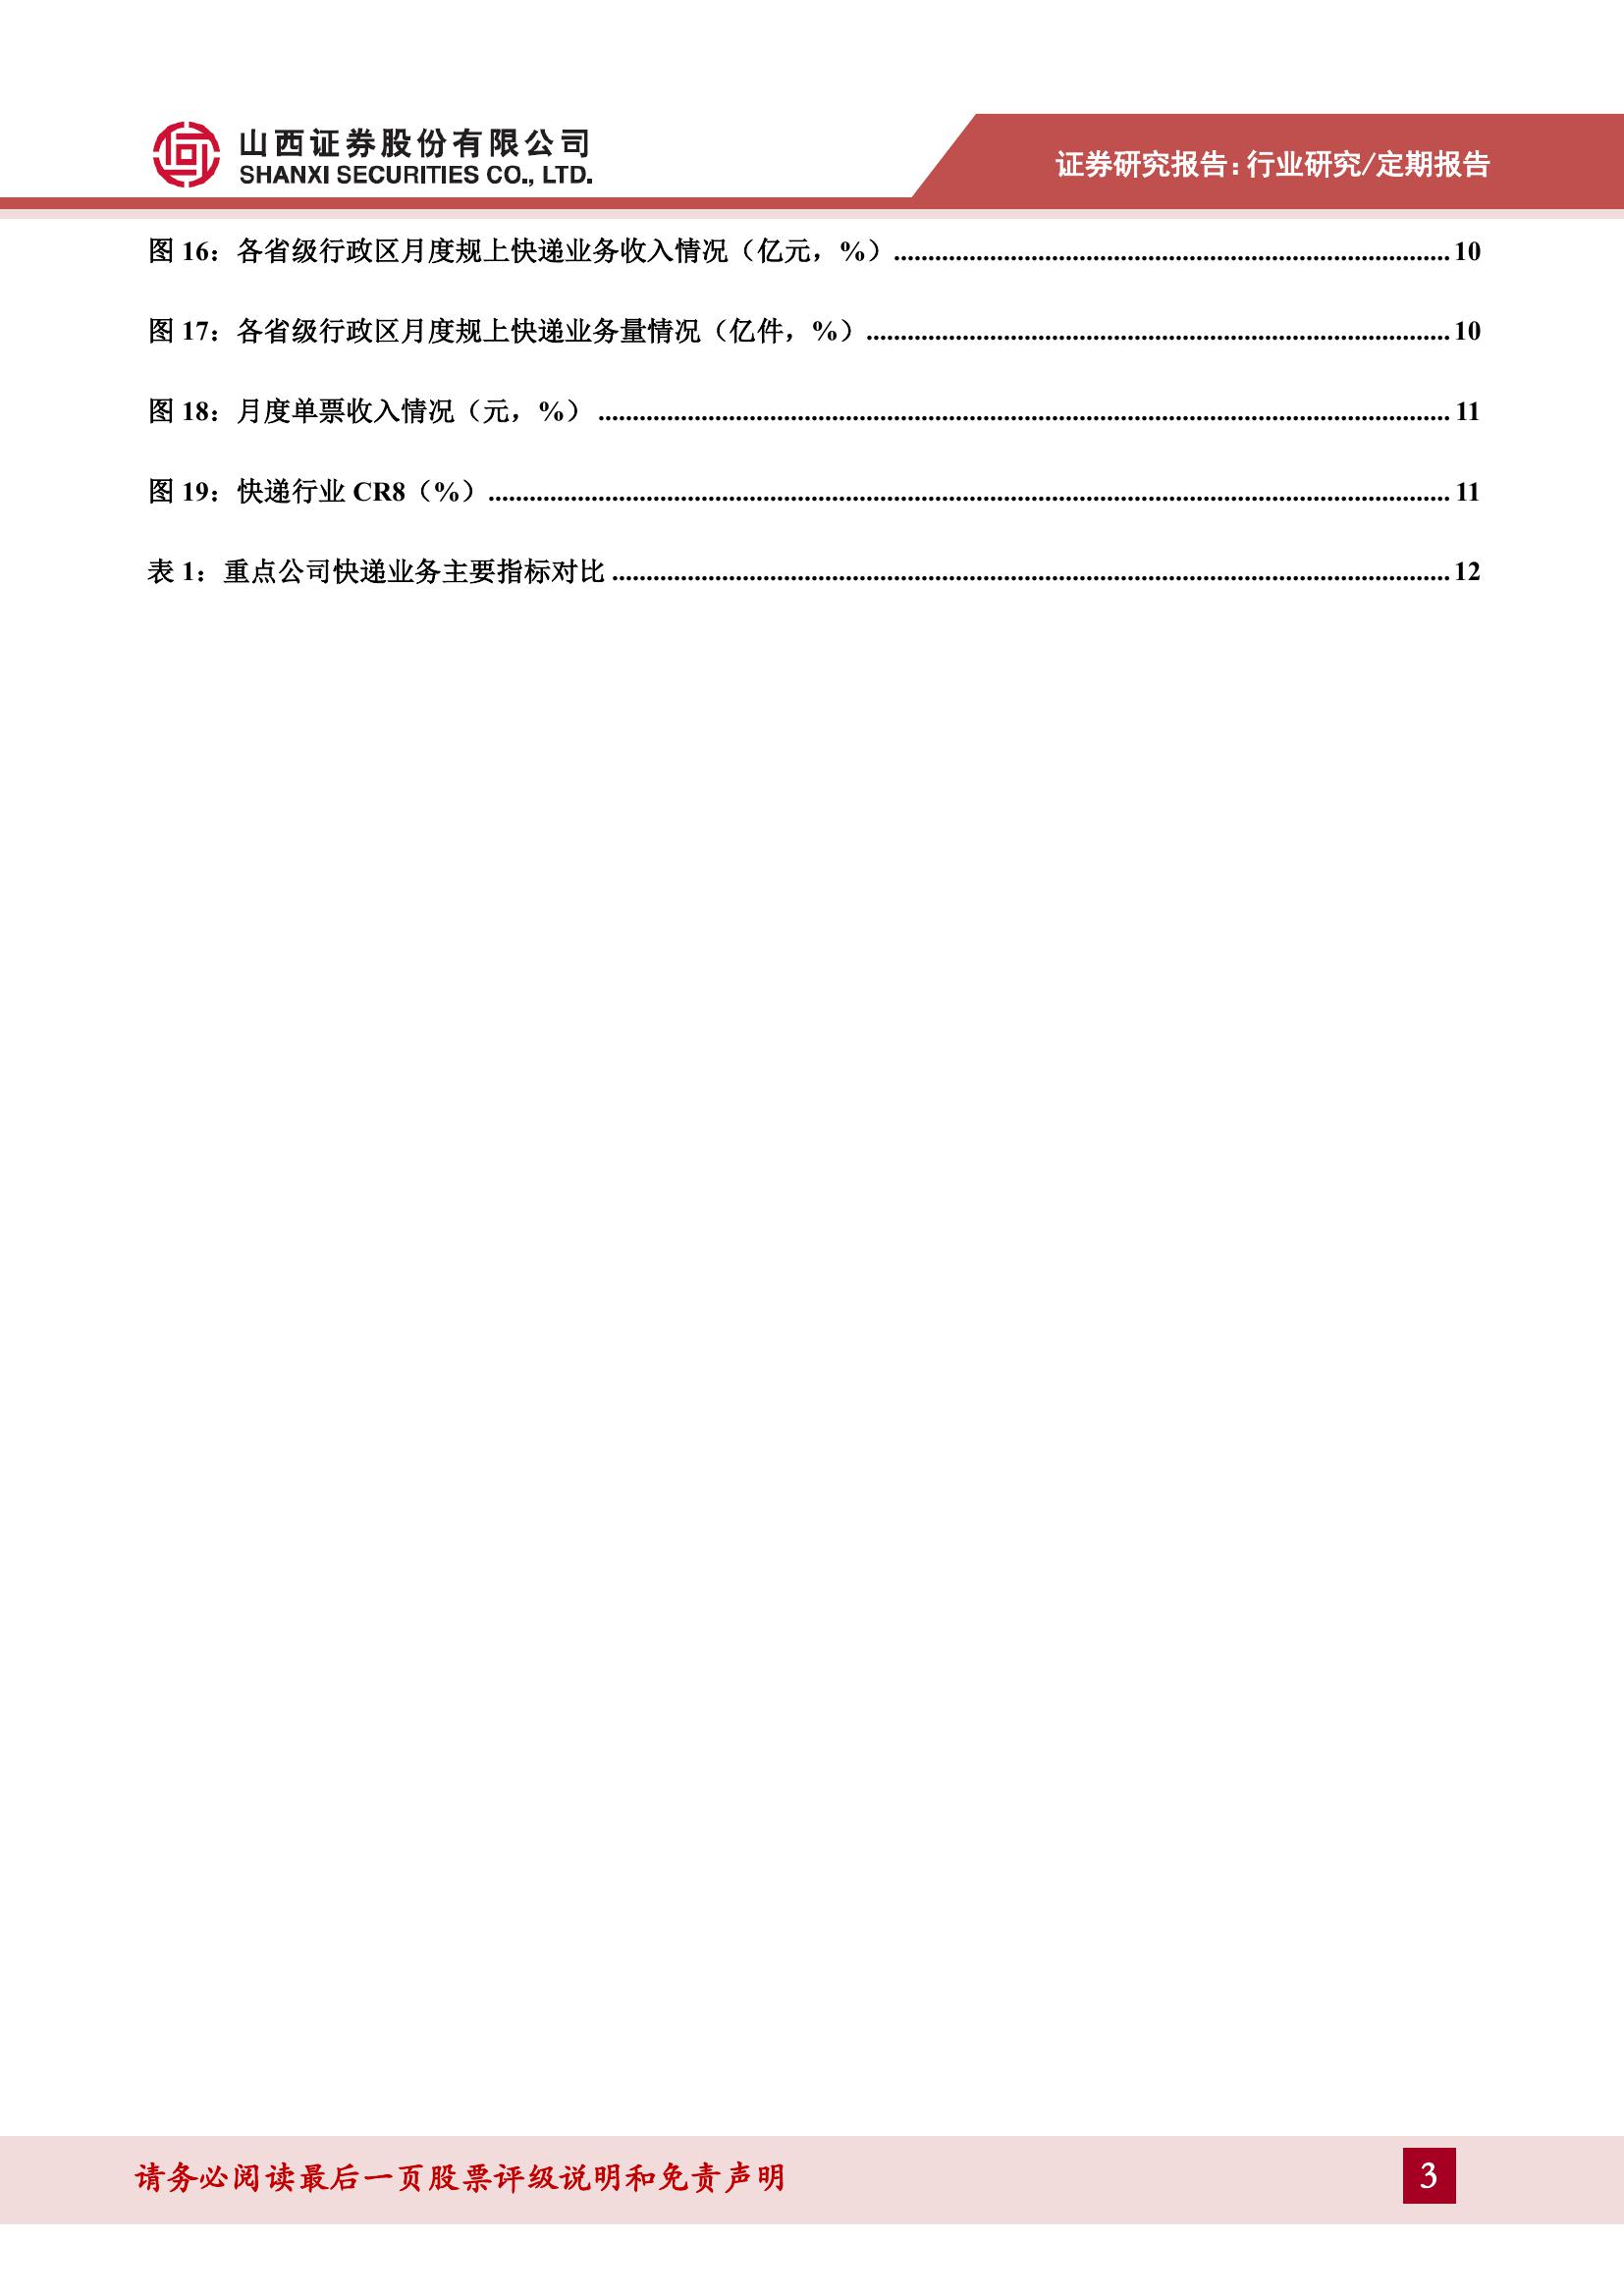 山西证券股份有限公司
SHANXI SECURITIES CO., LTD.
证券研究报告：行业研究/定期报告
图 16：各省级行政区月度规上快递业务收入情况（亿元，%）................................................................................10
图 17：各省级行政区月度规上快递业务量情况（亿件，%）....................................................................................10
图 18：月度单票收入情况（元，%）............................................................................................................................11
图 19：快递行业 CR8（%）............................................................................................................................................11
表 1：重点公司快递业务主要指标对比..........................................................................................................................12
请务必阅读最后一页股票评级说明和免责声明
3